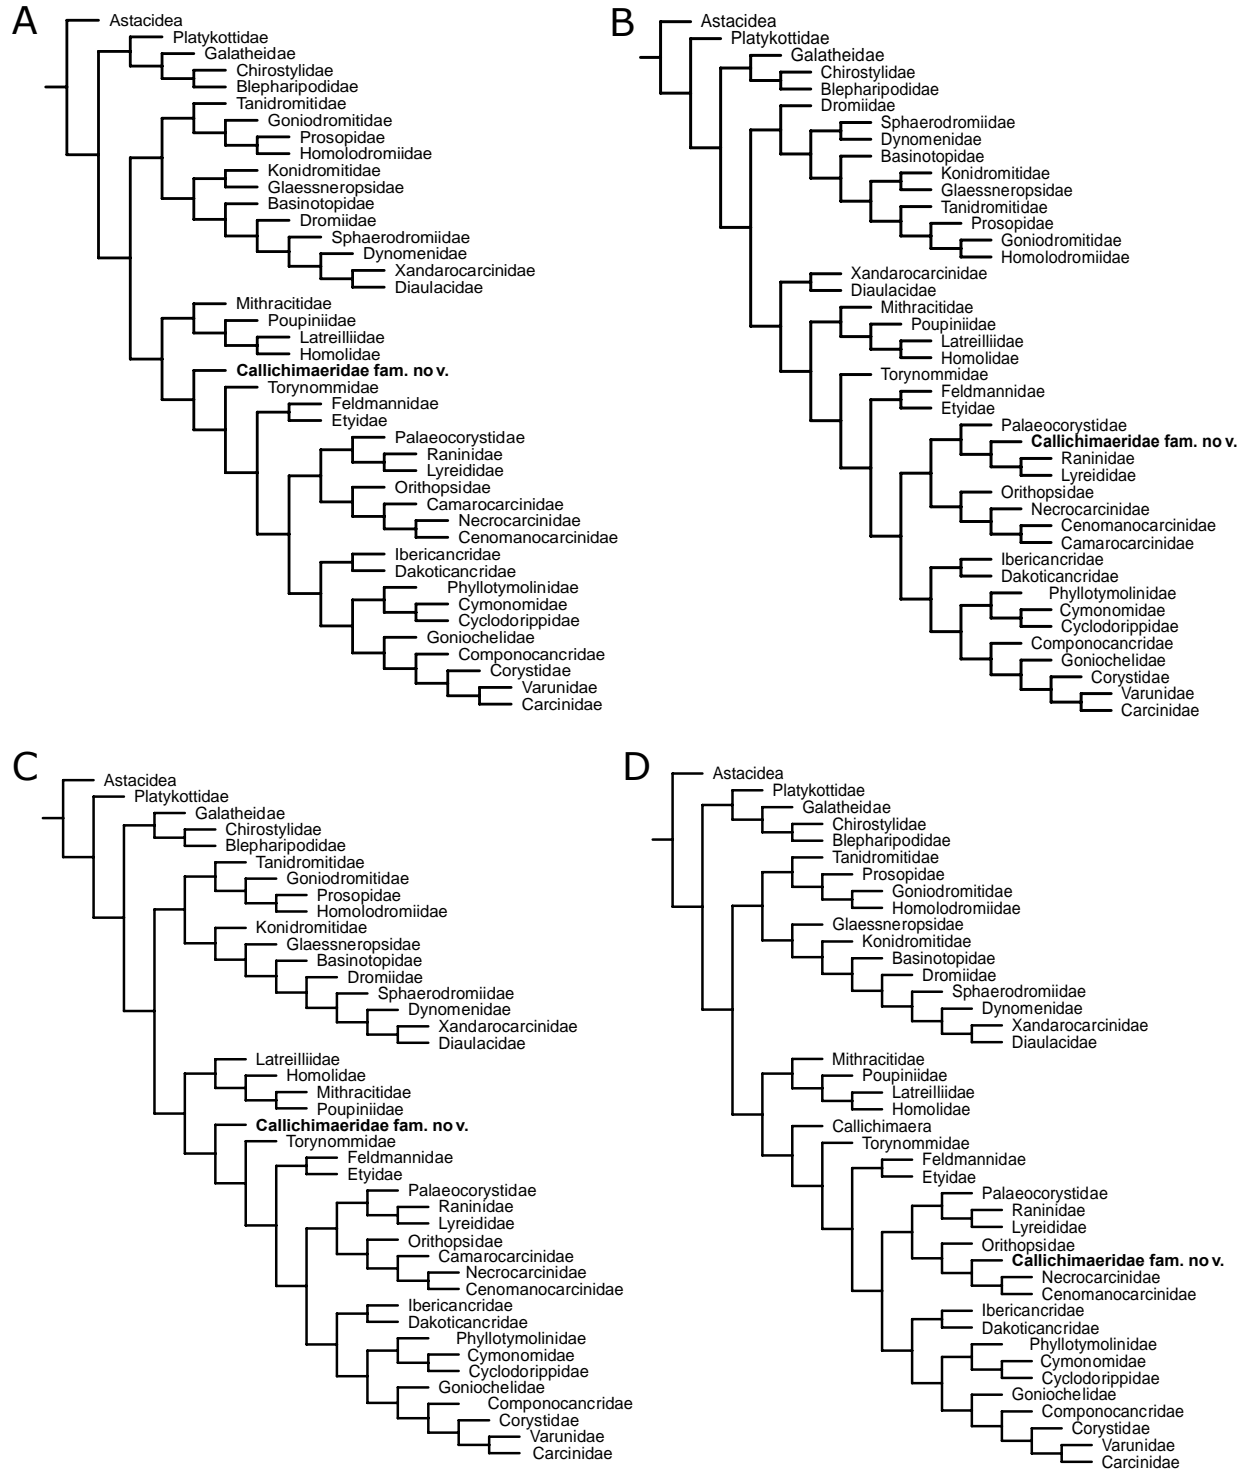 A
Astacidea
Platykottidae
Galatheidae
Chirostylidae
Blepharipodidae
Tanidromitidae
Goniodromitidae
Prosopidae
Homolodromiidae
Konidromitidae
Glaessneropsidae
Basinotopidae
Dromiidae
Sphaerodromiidae
Dynomenidae
Xandarocarcinidae
Diaulacidae
Mithracitidae
Poupiniidae
Latreilliidae
Homolidae
Callichimaeridae fam. no v.
Torynommidae
Feldmannidae
Etyidae
Palaeocorystidae
Raninidae
Lyreididae
Orithopsidae
Camarocarcinidae
Necrocarcinidae
Cenomanocarcinidae
Ibericancridae
Dakoticancridae
Phyllotymolinidae
Cymonomidae
Cyclodorippidae
Goniochelidae
Componocancridae
Corystidae
Varunidae
Carcinidae
B
Astacidea
Platykottidae
Galatheidae
Chirostylidae
Blepharipodidae
Dromiidae
Sphaerodromiidae
Dynomenidae
Basinotopidae
Konidromitidae
Glaessneropsidae
Tanidromitidae
Prosopidae
Goniodromitidae
Homolodromiidae
Xandarocarcinidae
Diaulacidae
Mithracitidae
Poupiniidae
Latreilliidae
Homolidae
Torynommidae
Feldmannidae
Etyidae
Palaeocorystidae
Callichimaeridae fam. no v.
Raninidae
Lyreididae
Orithopsidae
Necrocarcinidae
Cenomanocarcinidae
Camarocarcinidae
Ibericancridae
Dakoticancridae
Phyllotymolinidae
Cymonomidae
Cyclodorippidae
Componocancridae
Goniochelidae
Corystidae
Varunidae
Carcinidae
C
Astacidea
Platykottidae
Galatheidae
Chirostylidae
Blepharipodidae
Tanidromitidae
Goniodromitidae
Prosopidae
Homolodromiidae
Konidromitidae
Glaessneropsidae
Basinotopidae
Dromiidae
Sphaerodromiidae
Dynomenidae
Xandarocarcinidae
Diaulacidae
Latreilliidae
Homolidae
Mithracitidae
Poupiniidae
Callichimaeridae fam. no v.
Torynommidae
Feldmannidae
Etyidae
Palaeocorystidae
Raninidae
Lyreididae
Orithopsidae
Camarocarcinidae
Necrocarcinidae
Cenomanocarcinidae
Ibericancridae
Dakoticancridae
Phyllotymolinidae
Cymonomidae
Cyclodorippidae
Goniochelidae
Componocancridae
Corystidae
Varunidae
Carcinidae
D
Astacidea
Platykottidae
Galatheidae
Chirostylidae
Blepharipodidae
Tanidromitidae
Prosopidae
Goniodromitidae
Homolodromiidae
Glaessneropsidae
Konidromitidae
Basinotopidae
Dromiidae
Sphaerodromiidae
Dynomenidae
Xandarocarcinidae
Diaulacidae
Mithracitidae
Poupiniidae
Latreilliidae
Homolidae
Callichimaera
Torynommidae
Feldmannidae
Etyidae
Palaeocorystidae
Raninidae
Lyreididae
Orithopsidae
Callichimaeridae fam. no v.
Necrocarcinidae
Cenomanocarcinidae
Ibericancridae
Dakoticancridae
Phyllotymolinidae
Cymonomidae
Cyclodorippidae
Goniochelidae
Componocancridae
Corystidae
Varunidae
Carcinidae